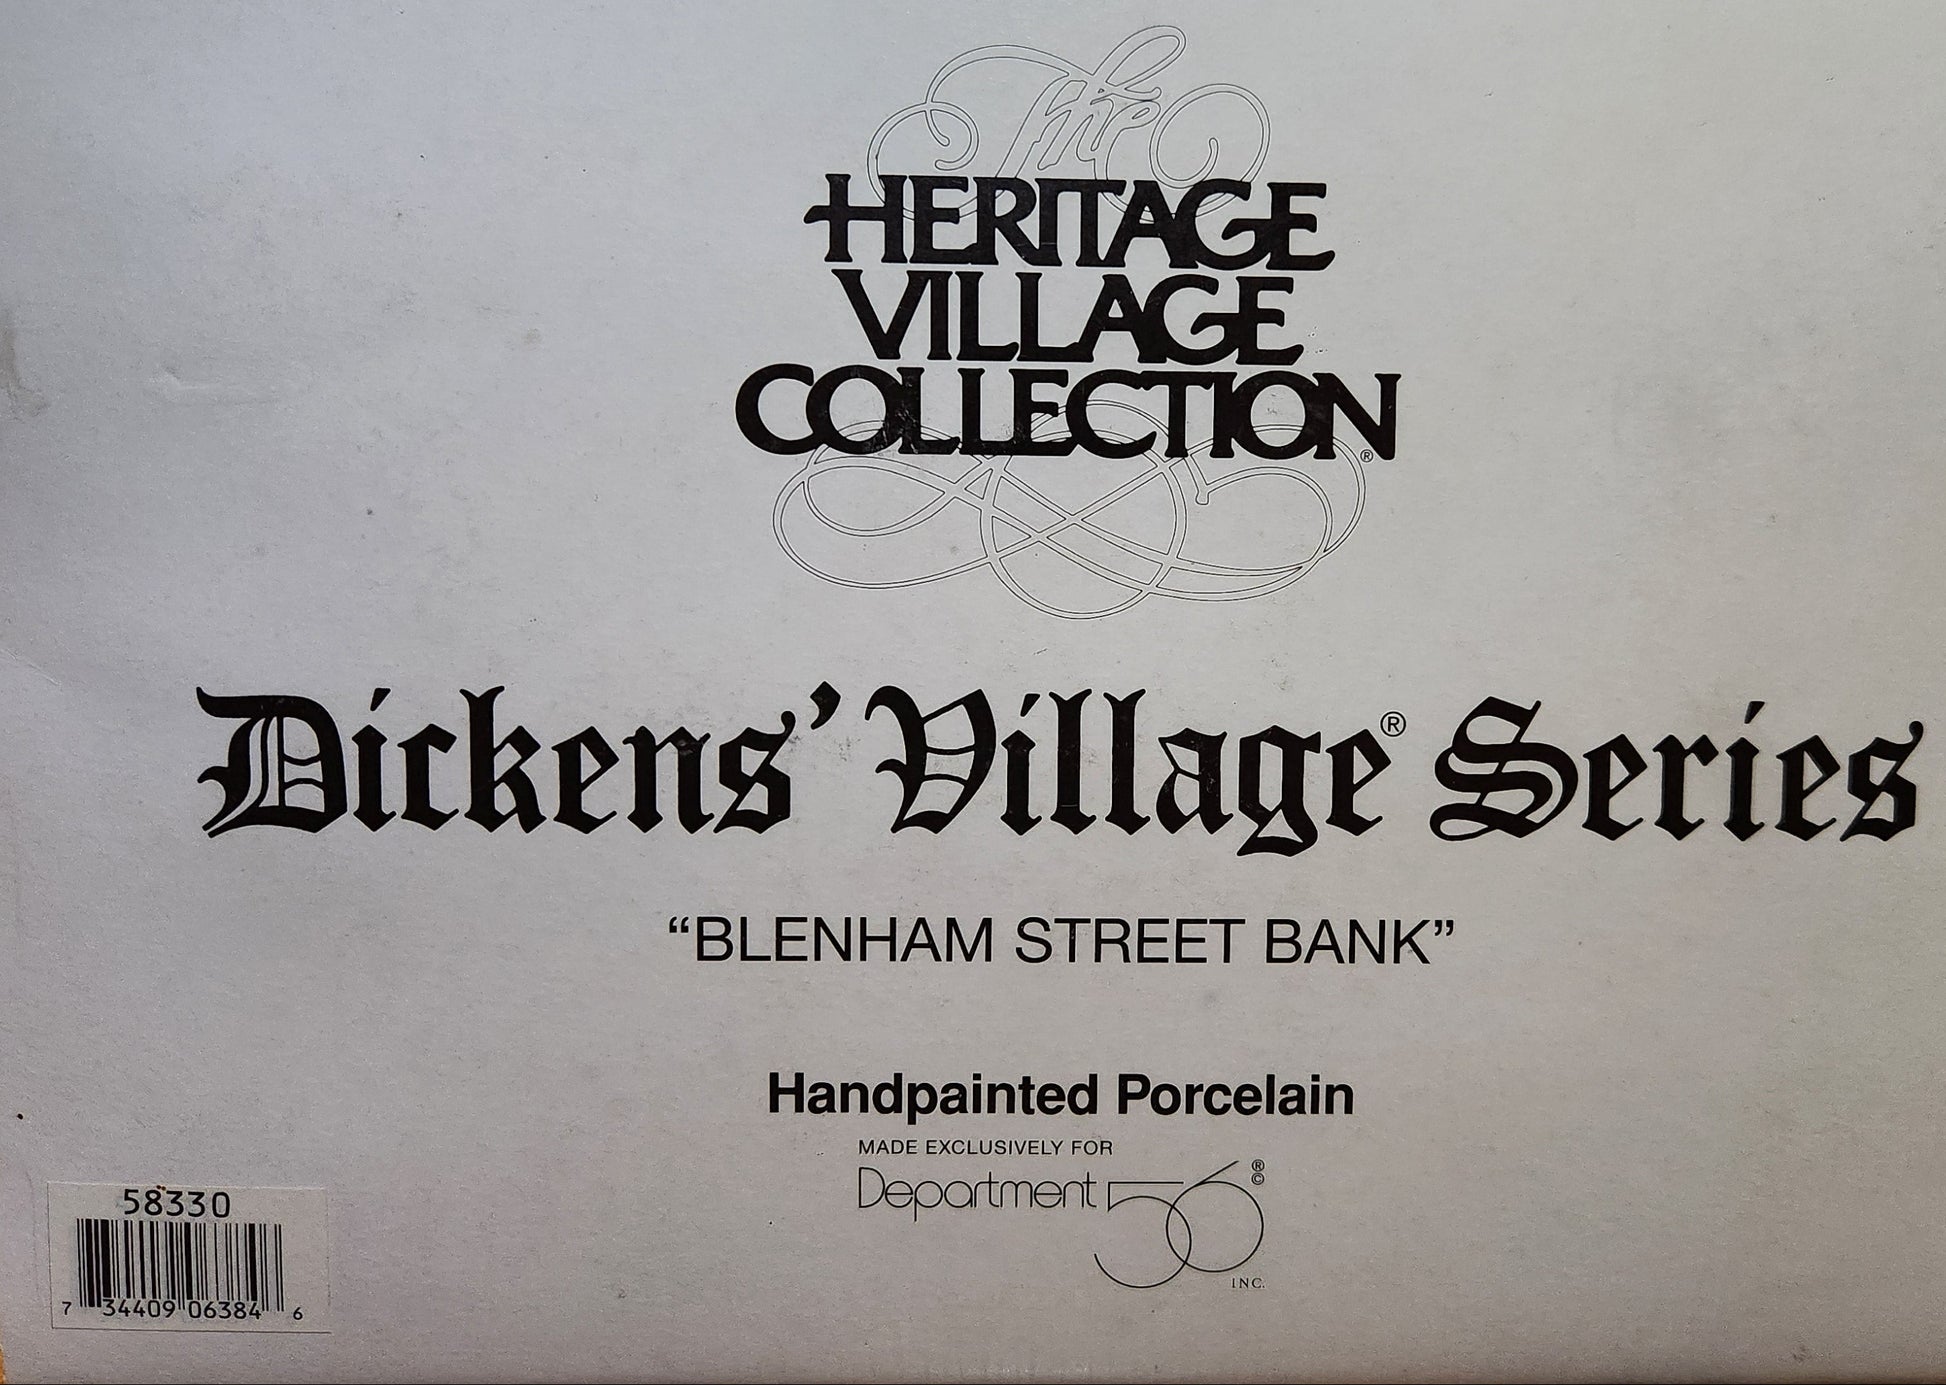 The
HERITAGE
VILLAGE
COLLECTION®
Dickens' Village® Series
“BLENHAM STREET BANK”
Handpainted Porcelain
MADE EXCLUSIVELY FOR
Department 56®©
INC.
58330
7 34409 06384 6